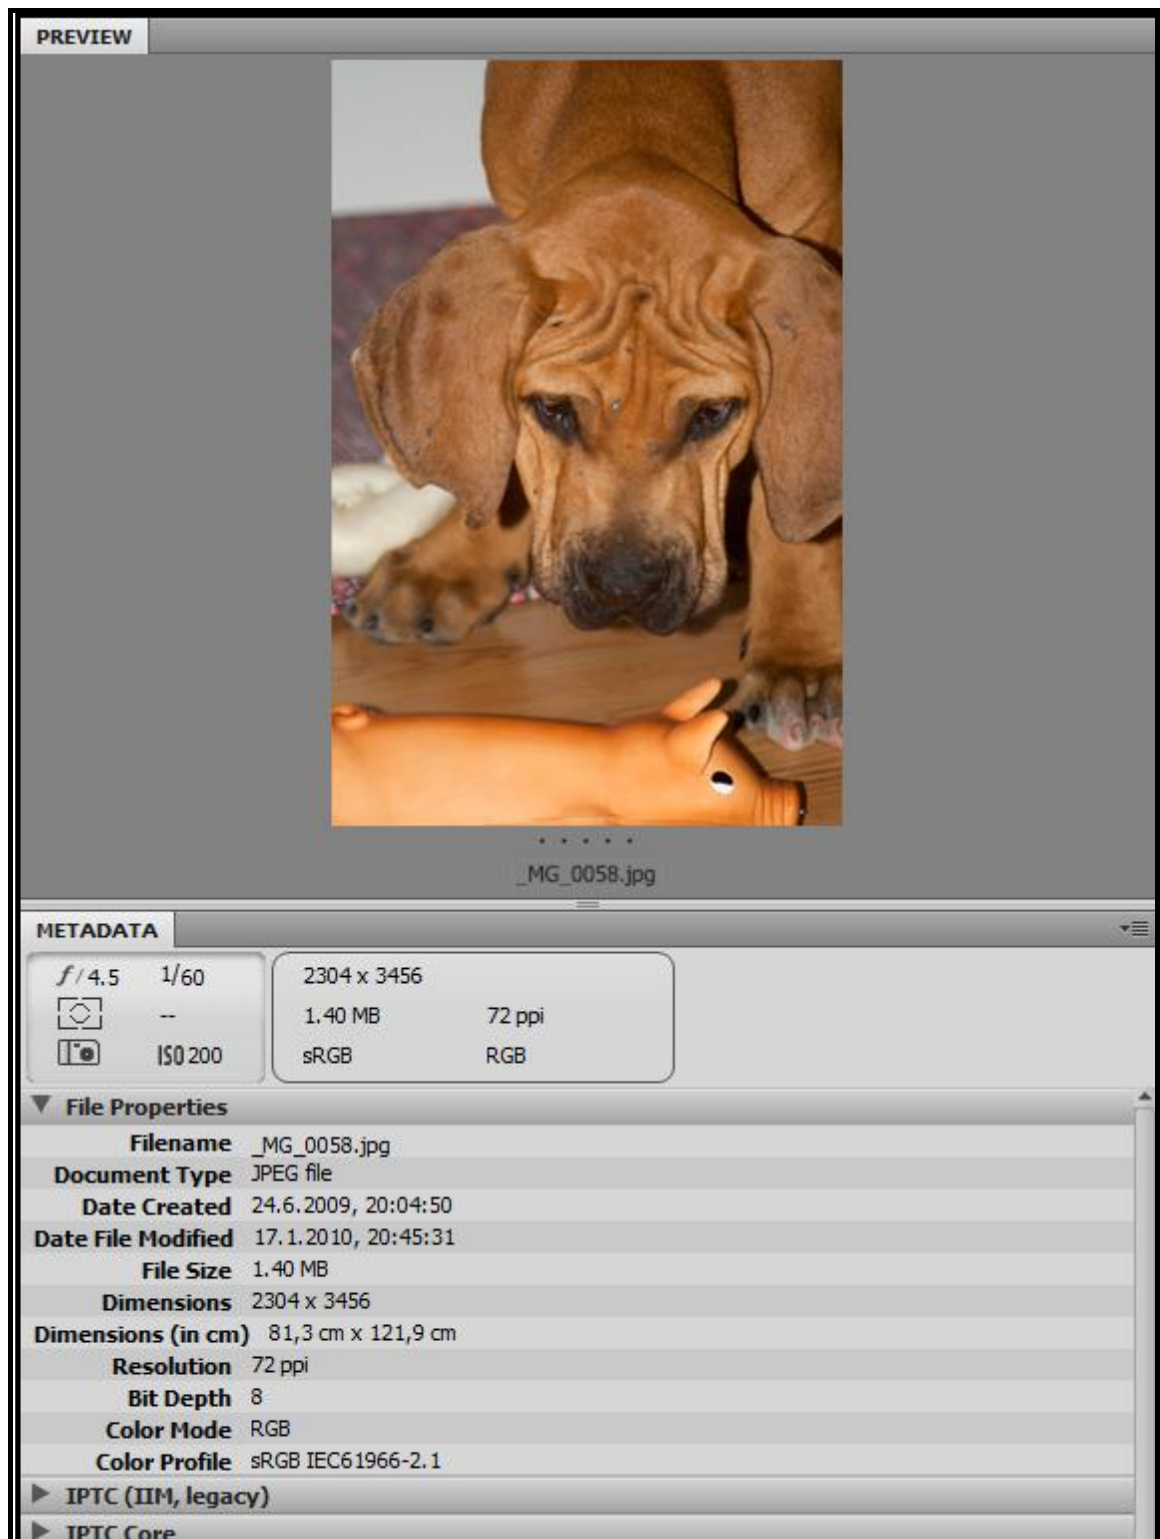 PREVIEW
_MG_0058.jpg
METADATA
f/4.5 1/60
2304 x 3456
--
1.40 MB 72 ppi
ISO 200
sRGB RGB
File Properties
Filename _MG_0058.jpg
Document Type JPEG file
Date Created 24.6.2009, 20:04:50
Date File Modified 17.1.2010, 20:45:31
File Size 1.40 MB
Dimensions 2304 x 3456
Dimensions (in cm) 81,3 cm x 121,9 cm
Resolution 72 ppi
Bit Depth 8
Color Mode RGB
Color Profile sRGB IEC61966-2.1
IPTC (IIM, legacy)
IPTC Core